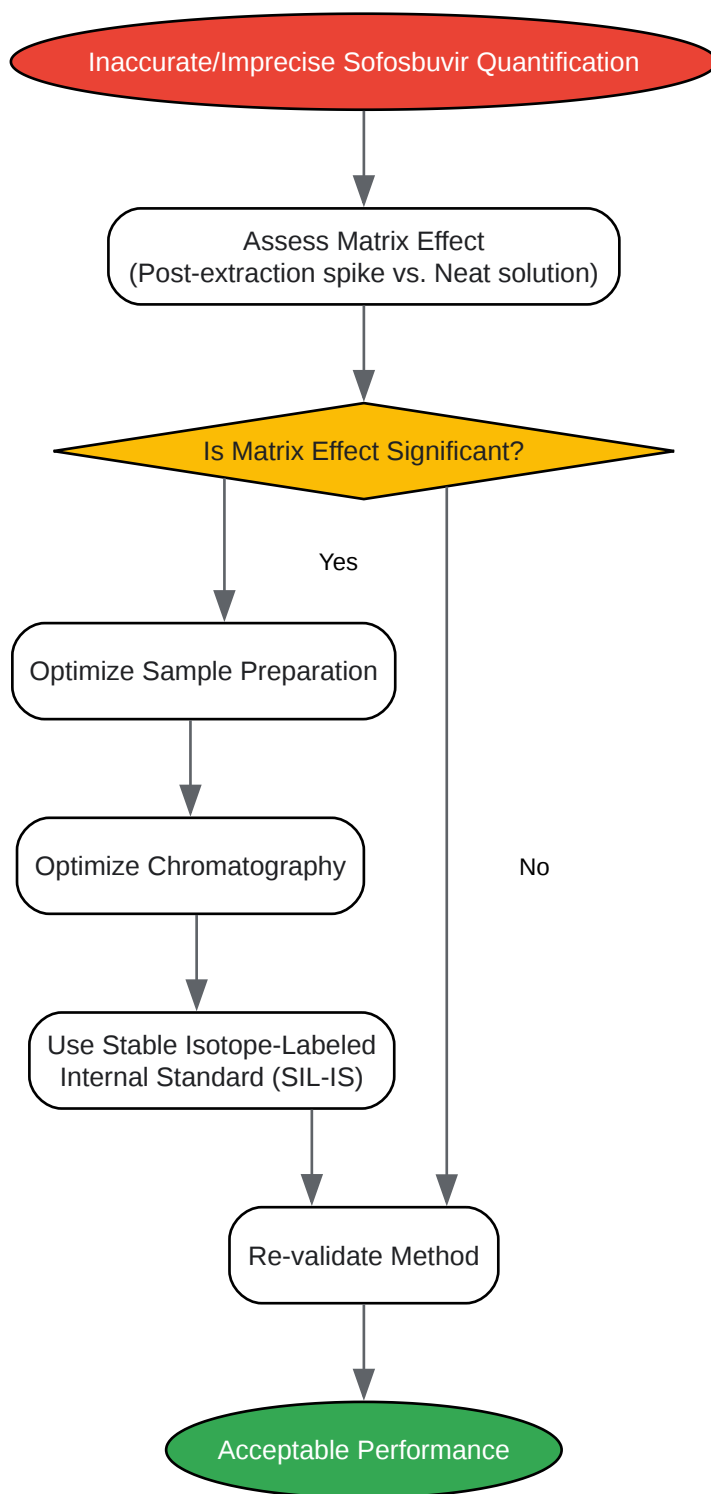 Inaccurate/Imprecise Sofosbuvir Quantification
Assess Matrix Effect
(Post-extraction spike vs. Neat solution)
Is Matrix Effect Significant?
Yes
Optimize Sample Preparation
Optimize Chromatography
No
Use Stable Isotope-Labeled
Internal Standard (SIL-IS)
Re-validate Method
Acceptable Performance